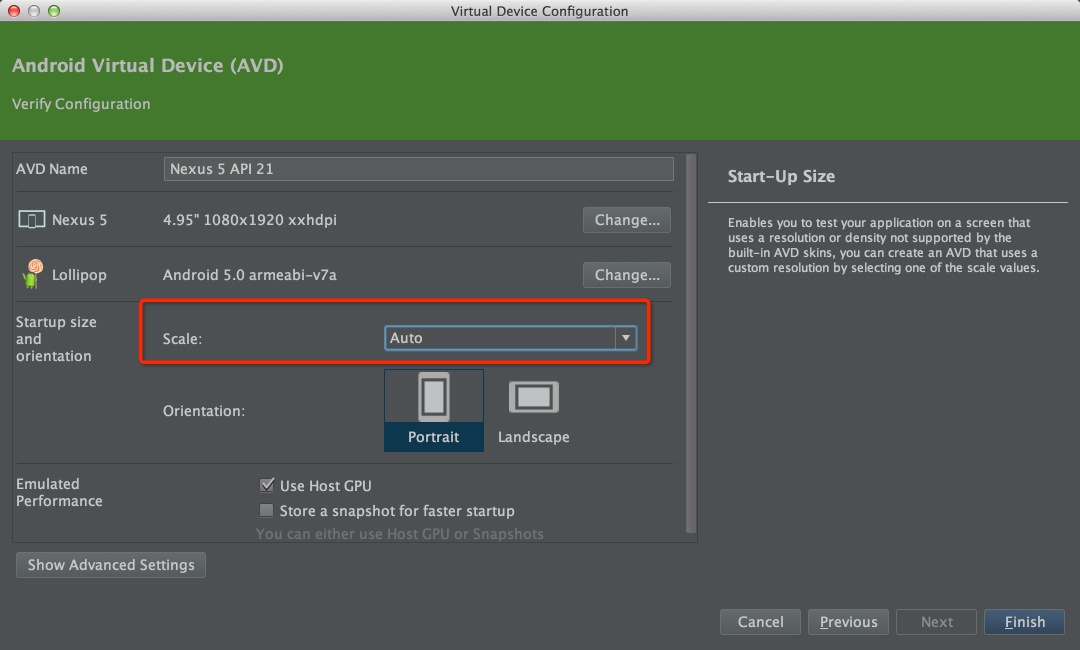 Virtual Device Configuration
Android Virtual Device (AVD)
Verify Configuration
AVD Name
Nexus 5 API 21
Nexus 5
4.95" 1080x1920 xxhdpi
Change...
Lollipop
Android 5.0 armeabi-v7a
Change...
Startup size
and
orientation
Scale:
Auto
Orientation:
Portrait
Landscape
Emulated
Performance
Use Host GPU
Store a snapshot for faster startup
You can either use Host GPU or Snapshots
Show Advanced Settings
Start-Up Size
Enables you to test your application on a screen that
uses a resolution or density not supported by the
built-in AVD skins, you can create an AVD that uses a
custom resolution by selecting one of the scale values.
Cancel
Previous
Next
Finish